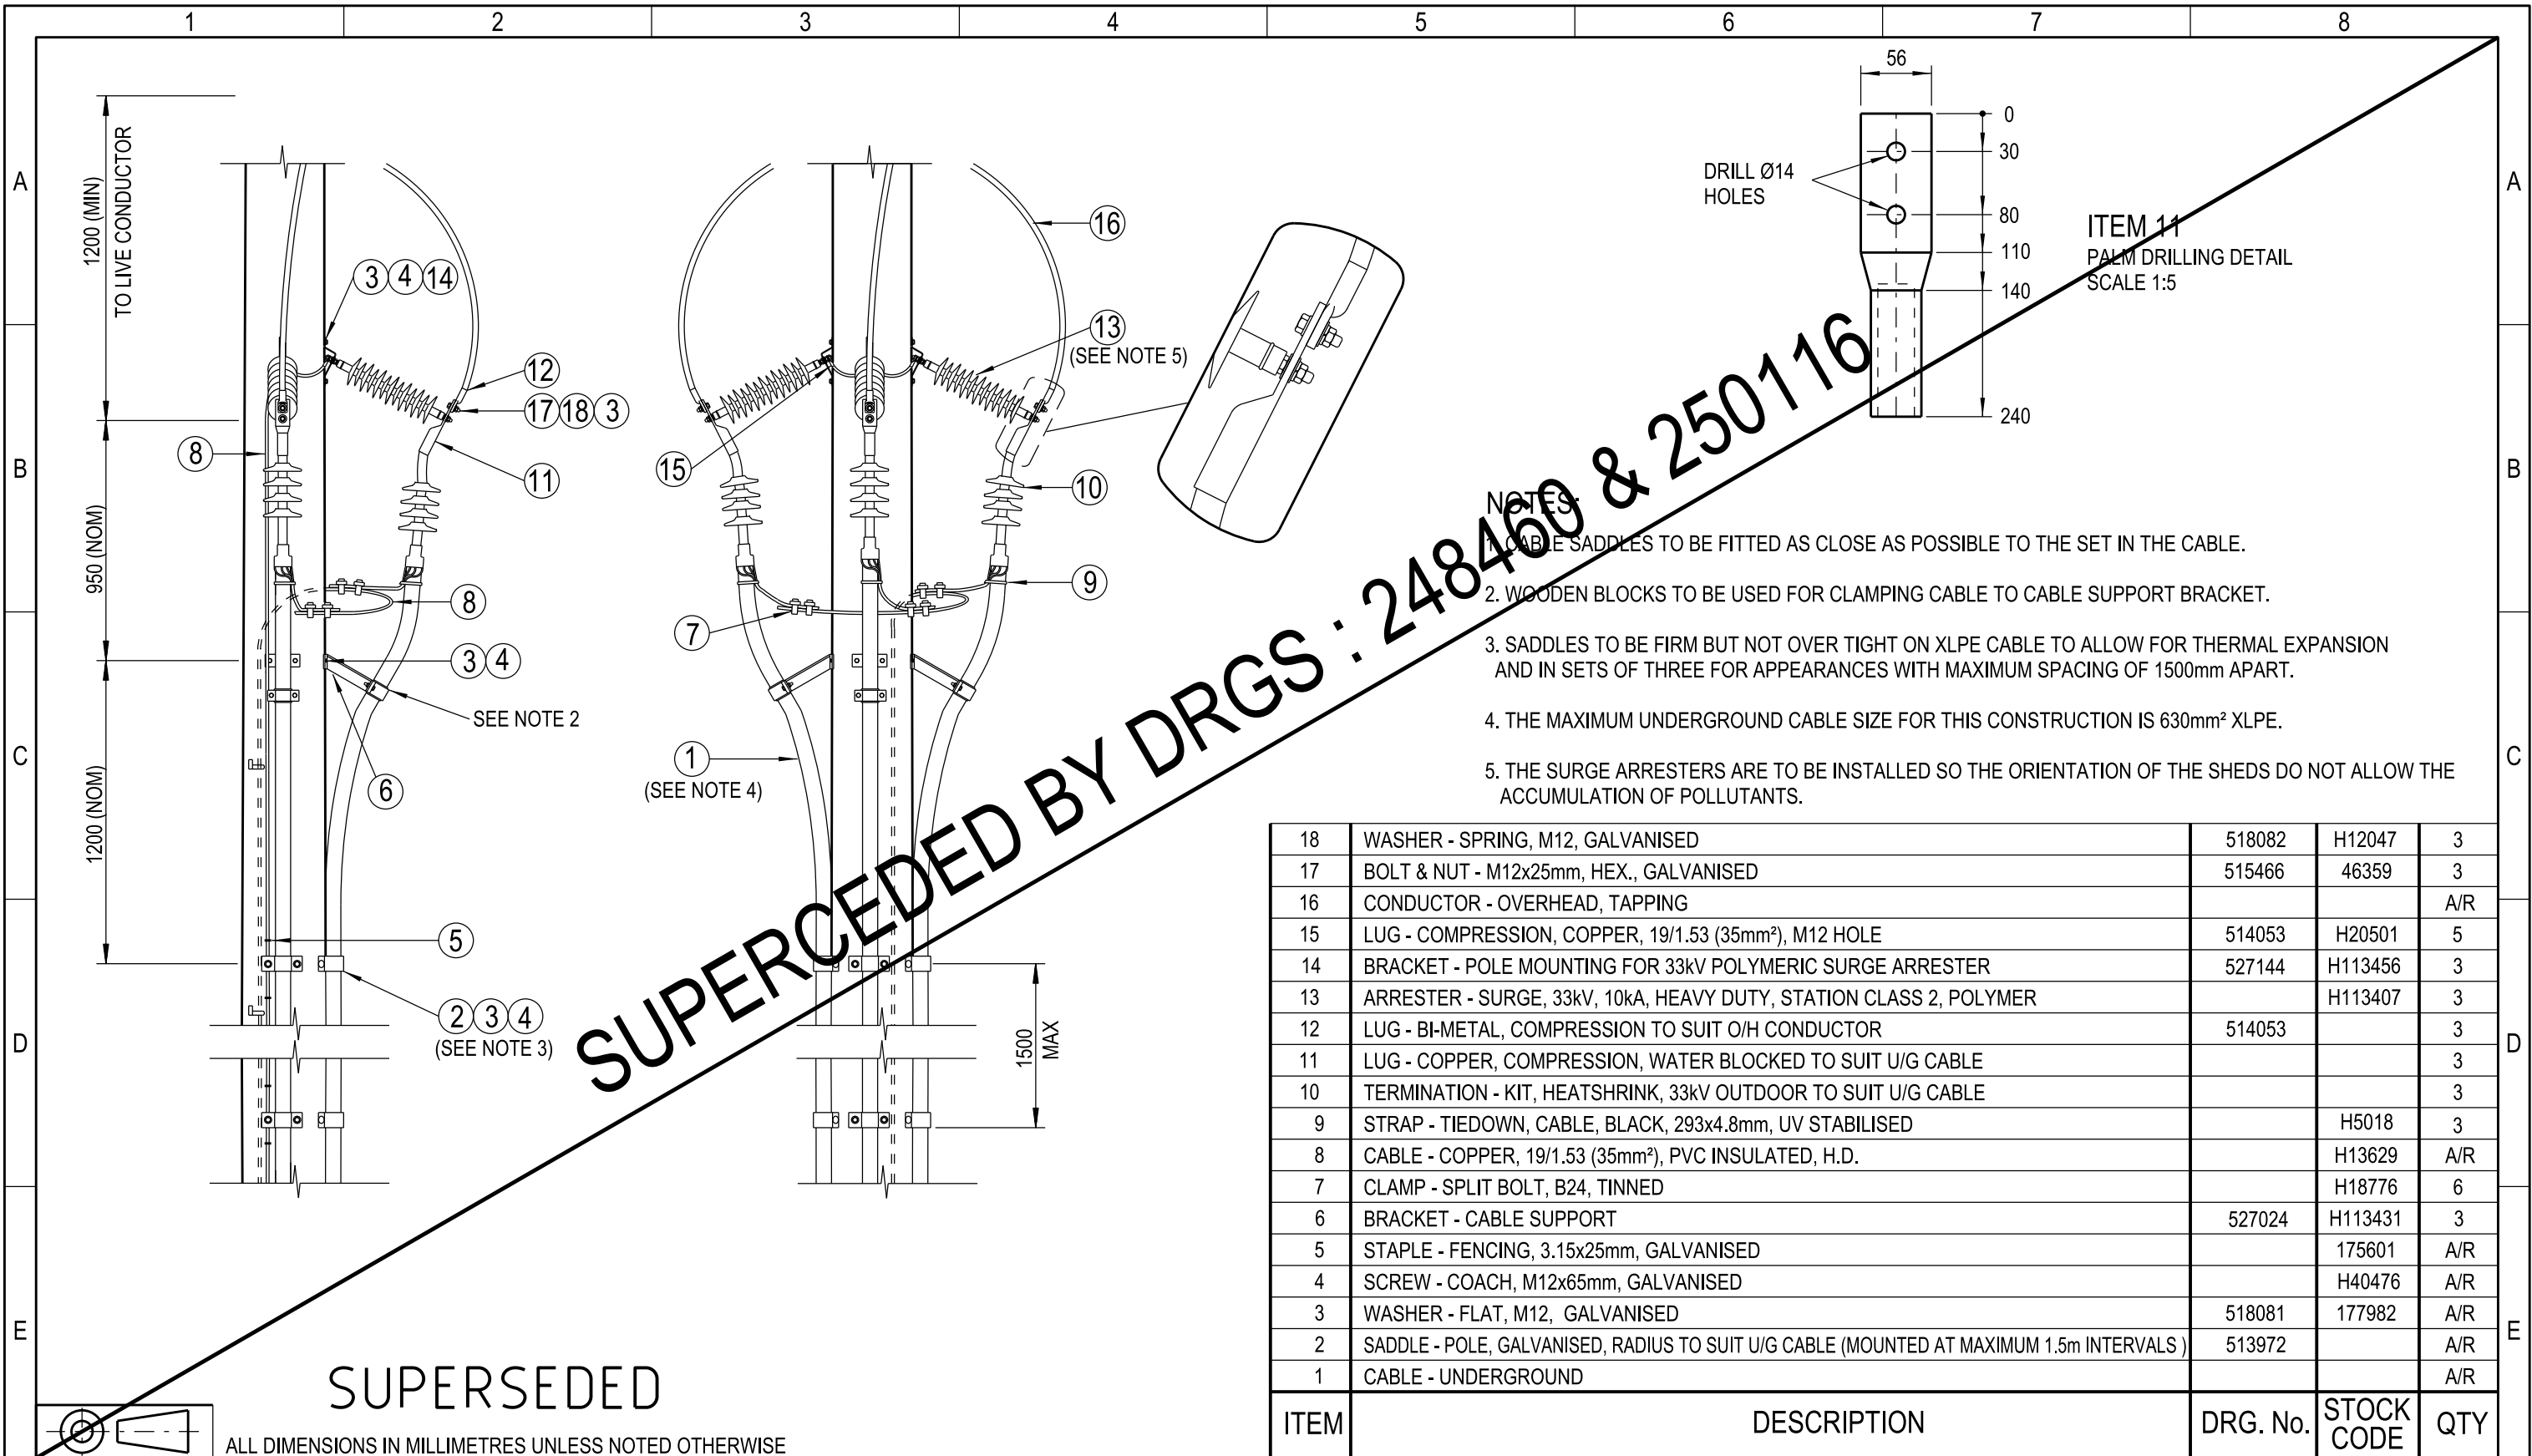 1 2 3 4 5 6 7 8
A
B
C
D
E
A
B
C
D
E
1200 (MIN)
TO LIVE CONDUCTOR
950 (NOM)
1200 (NOM)
3 4 14
12
17 18 3
11
8
8
3 4
SEE NOTE 2
6
5
2 3 4
(SEE NOTE 3)
16
13
(SEE NOTE 5)
15
10
9
7
1
(SEE NOTE 4)
1500
MAX
56
0
30
80
110
140
240
DRILL Ø14
HOLES
ITEM 11
PALM DRILLING DETAIL
SCALE 1:5
SUPERCEDED BY DRGS : 248460 & 250116
NOTES:
1. CABLE SADDLES TO BE FITTED AS CLOSE AS POSSIBLE TO THE SET IN THE CABLE.
2. WOODEN BLOCKS TO BE USED FOR CLAMPING CABLE TO CABLE SUPPORT BRACKET.
3. SADDLES TO BE FIRM BUT NOT OVER TIGHT ON XLPE CABLE TO ALLOW FOR THERMAL EXPANSION
AND IN SETS OF THREE FOR APPEARANCES WITH MAXIMUM SPACING OF 1500mm APART.
4. THE MAXIMUM UNDERGROUND CABLE SIZE FOR THIS CONSTRUCTION IS 630mm² XLPE.
5. THE SURGE ARRESTERS ARE TO BE INSTALLED SO THE ORIENTATION OF THE SHEDS DO NOT ALLOW THE
ACCUMULATION OF POLLUTANTS.
18 WASHER - SPRING, M12, GALVANISED 518082 H12047 3
17 BOLT & NUT - M12x25mm, HEX., GALVANISED 515466 46359 3
16 CONDUCTOR - OVERHEAD, TAPPING A/R
15 LUG - COMPRESSION, COPPER, 19/1.53 (35mm²), M12 HOLE 514053 H20501 5
14 BRACKET - POLE MOUNTING FOR 33kV POLYMERIC SURGE ARRESTER 527144 H113456 3
13 ARRESTER - SURGE, 33kV, 10kA, HEAVY DUTY, STATION CLASS 2, POLYMER H113407 3
12 LUG - BI-METAL, COMPRESSION TO SUIT O/H CONDUCTOR 514053 3
11 LUG - COPPER, COMPRESSION, WATER BLOCKED TO SUIT U/G CABLE 3
10 TERMINATION - KIT, HEATSHRINK, 33kV OUTDOOR TO SUIT U/G CABLE 3
9 STRAP - TIEDOWN, CABLE, BLACK, 293x4.8mm, UV STABILISED H5018 3
8 CABLE - COPPER, 19/1.53 (35mm²), PVC INSULATED, H.D. H13629 A/R
7 CLAMP - SPLIT BOLT, B24, TINNED H18776 6
6 BRACKET - CABLE SUPPORT 527024 H113431 3
5 STAPLE - FENCING, 3.15x25mm, GALVANISED 175601 A/R
4 SCREW - COACH, M12x65mm, GALVANISED H40476 A/R
3 WASHER - FLAT, M12, GALVANISED 518081 177982 A/R
2 SADDLE - POLE, GALVANISED, RADIUS TO SUIT U/G CABLE (MOUNTED AT MAXIMUM 1.5m INTERVALS ) 513972 A/R
1 CABLE - UNDERGROUND A/R
ITEM DESCRIPTION DRG. No. STOCK CODE QTY
SUPERSEDED
ALL DIMENSIONS IN MILLIMETRES UNLESS NOTED OTHERWISE